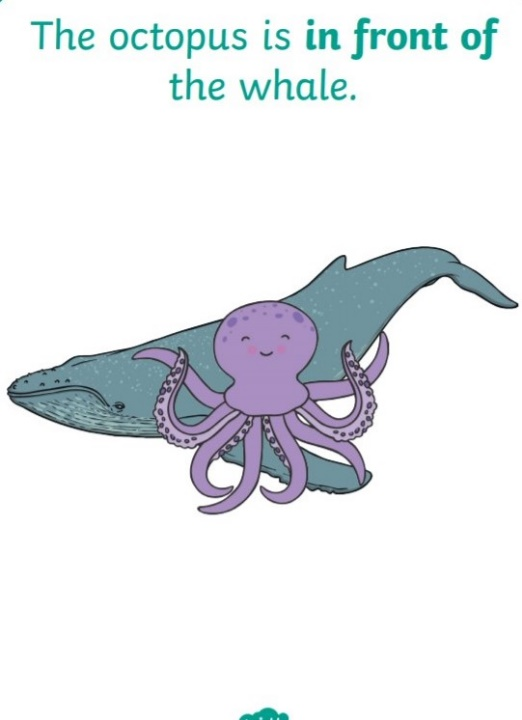 The octopus is in front of
the whale.